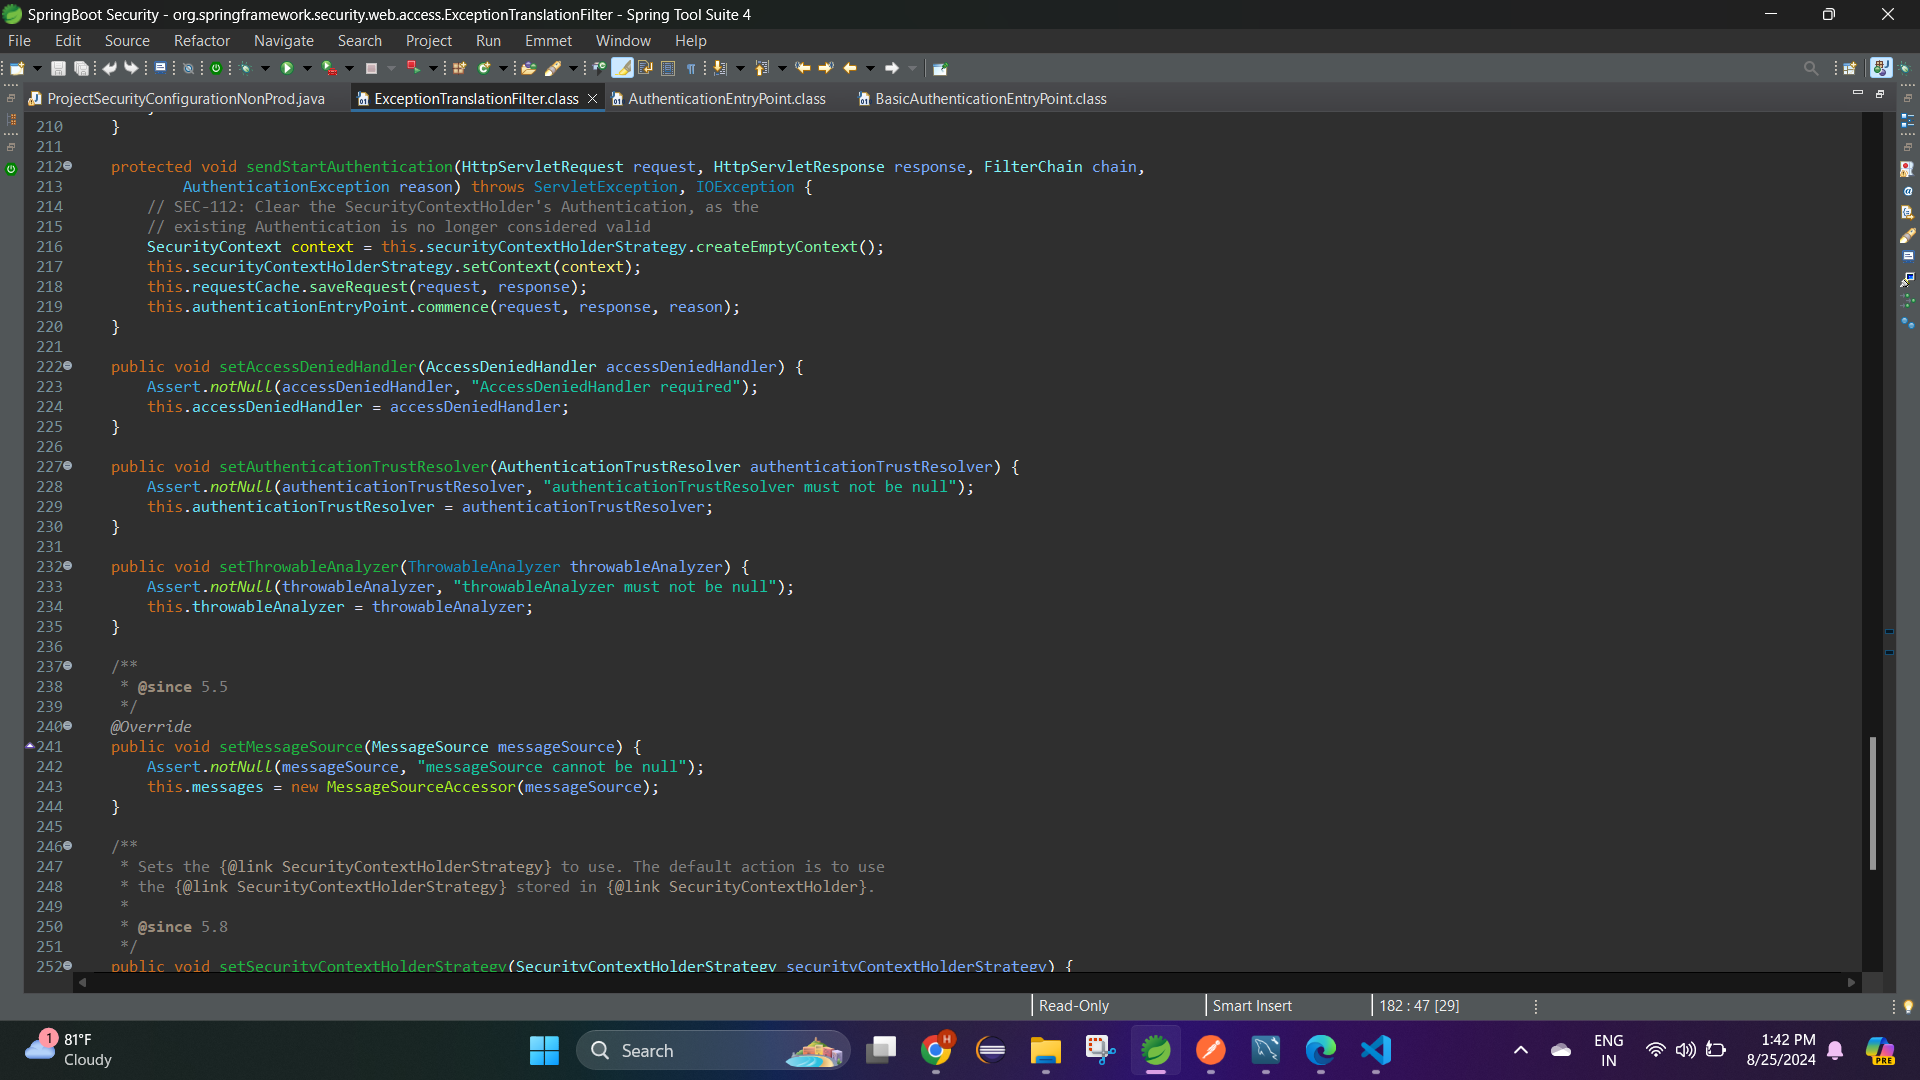 SpringBoot Security - org.springframework.security.web.access.ExceptionTranslationFilter - Spring Tool Suite 4
File Edit Source Refactor Navigate Search Project Run Emmet Window Help
ProjectSecurityConfigurationNonProd.java ExceptionTranslationFilter.class AuthenticationEntryPoint.class BasicAuthenticationEntryPoint.class
210 }
211
212 protected void sendStartAuthentication(HttpServletRequest request, HttpServletResponse response, FilterChain chain,
213 AuthenticationException reason) throws ServletException, IOException {
214 // SEC-112: Clear the SecurityContextHolder's Authentication, as the
215 // existing Authentication is no longer considered valid
216 SecurityContext context = this.securityContextHolderStrategy.createEmptyContext();
217 this.securityContextHolderStrategy.setContext(context);
218 this.requestCache.saveRequest(request, response);
219 this.authenticationEntryPoint.commence(request, response, reason);
220 }
221
222 public void setAccessDeniedHandler(AccessDeniedHandler accessDeniedHandler) {
223 Assert.notNull(accessDeniedHandler, "AccessDeniedHandler required");
224 this.accessDeniedHandler = accessDeniedHandler;
225 }
226
227 public void setAuthenticationTrustResolver(AuthenticationTrustResolver authenticationTrustResolver) {
228 Assert.notNull(authenticationTrustResolver, "authenticationTrustResolver must not be null");
229 this.authenticationTrustResolver = authenticationTrustResolver;
230 }
231
232 public void setThrowableAnalyzer(ThrowableAnalyzer throwableAnalyzer) {
233 Assert.notNull(throwableAnalyzer, "throwableAnalyzer must not be null");
234 this.throwableAnalyzer = throwableAnalyzer;
235 }
236
237 /**
238 * @since 5.5
239 */
240 @Override
241 public void setMessageSource(MessageSource messageSource) {
242 Assert.notNull(messageSource, "messageSource cannot be null");
243 this.messages = new MessageSourceAccessor(messageSource);
244 }
245
246 /**
247 * Sets the {@link SecurityContextHolderStrategy} to use. The default action is to use
248 * the {@link SecurityContextHolderStrategy} stored in {@link SecurityContextHolder}.
249 *
250 * @since 5.8
251 */
252 public void setSecurityContextHolderStrategy(SecurityContextHolderStrategy securityContextHolderStrategy) {
Read-Only Smart Insert 182 : 47 [29]
1 81°F
Cloudy
Search
H
ENG
IN
1:42 PM
8/25/2024
PRE